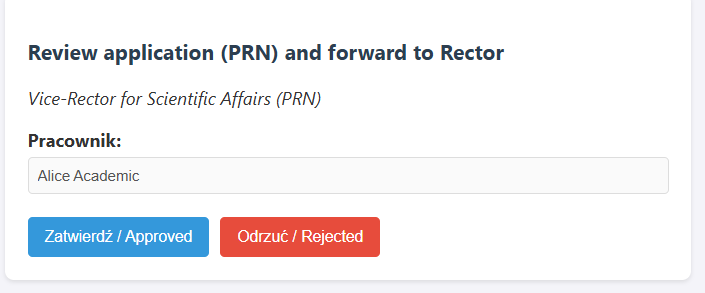 Review application (PRN) and forward to Rector
Vice-Rector for Scientific Affairs (PRN)
Pracownik:
Alice Academic
Zatwierdź / Approved Odrzuć / Rejected